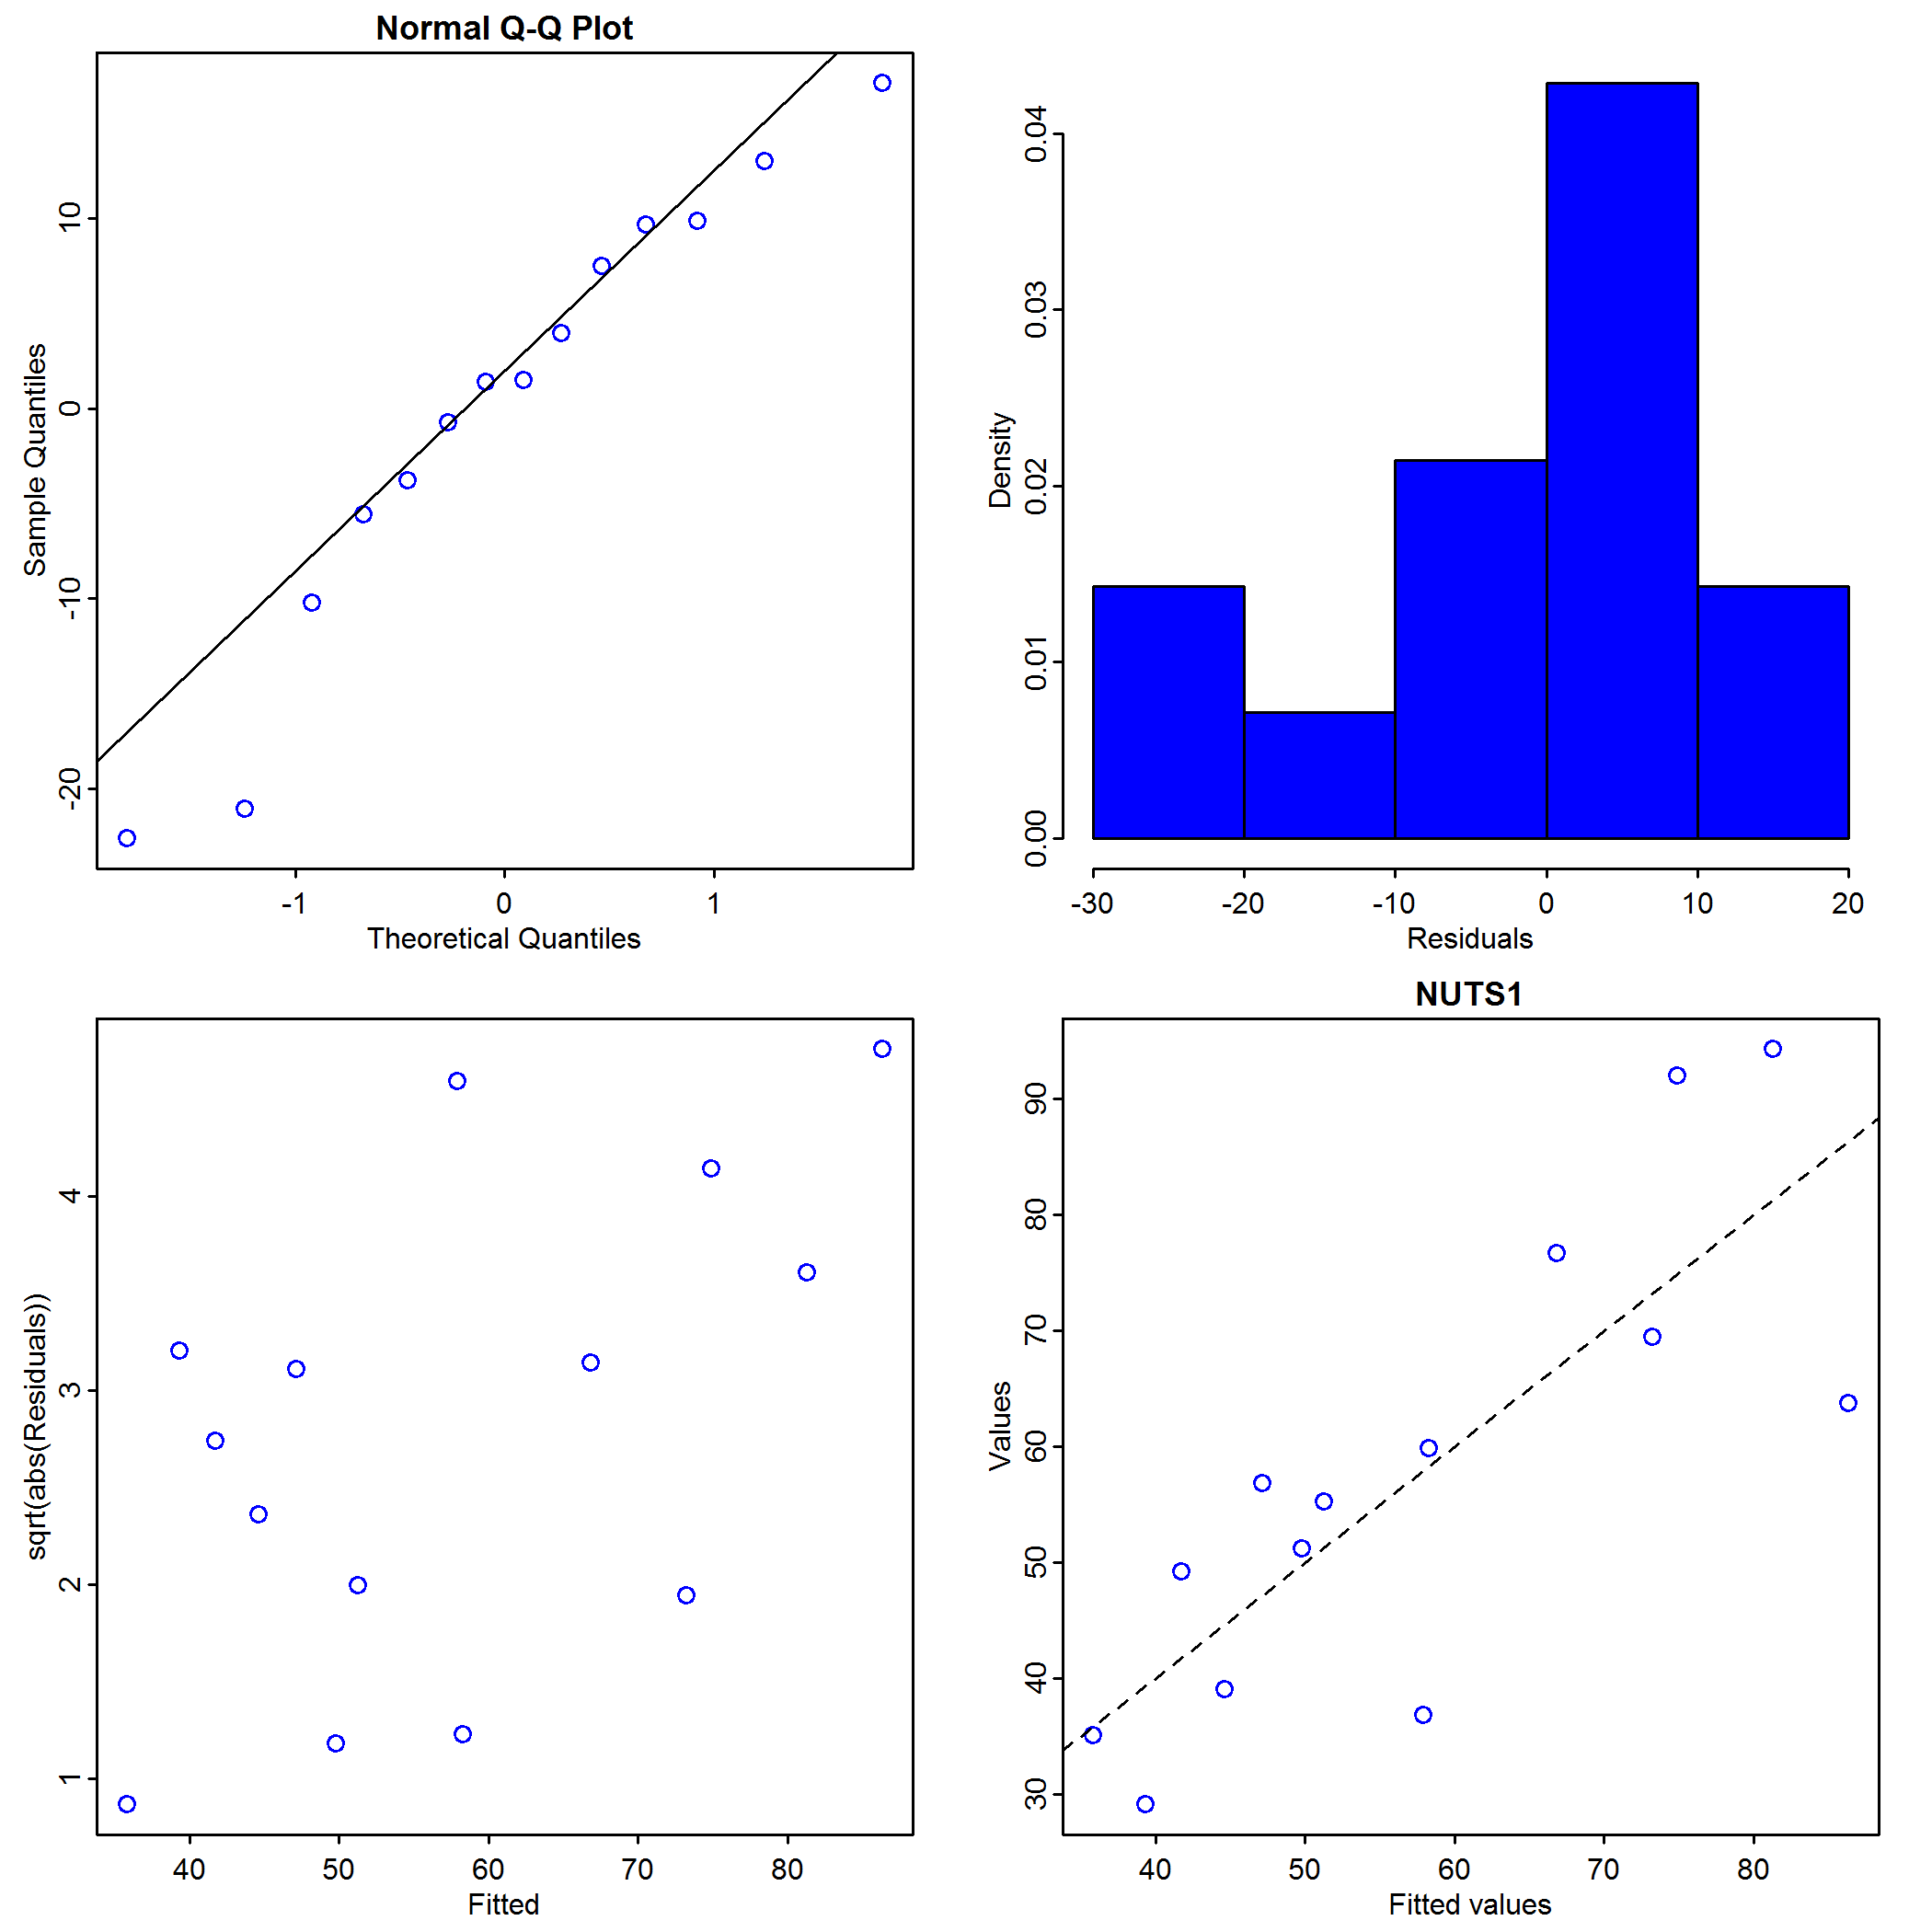 Normal Q-Q Plot
Sample Quantiles
-20 -10 0 10
-1 0 1
Theoretical Quantiles
Density
0.00 0.01 0.02 0.03 0.04
-30 -20 -10 0 10 20
Residuals
sqrt(abs(Residuals))
1 2 3 4
40 50 60 70 80
Fitted
NUTS1
Values
30 40 50 60 70 80 90
40 50 60 70 80
Fitted values